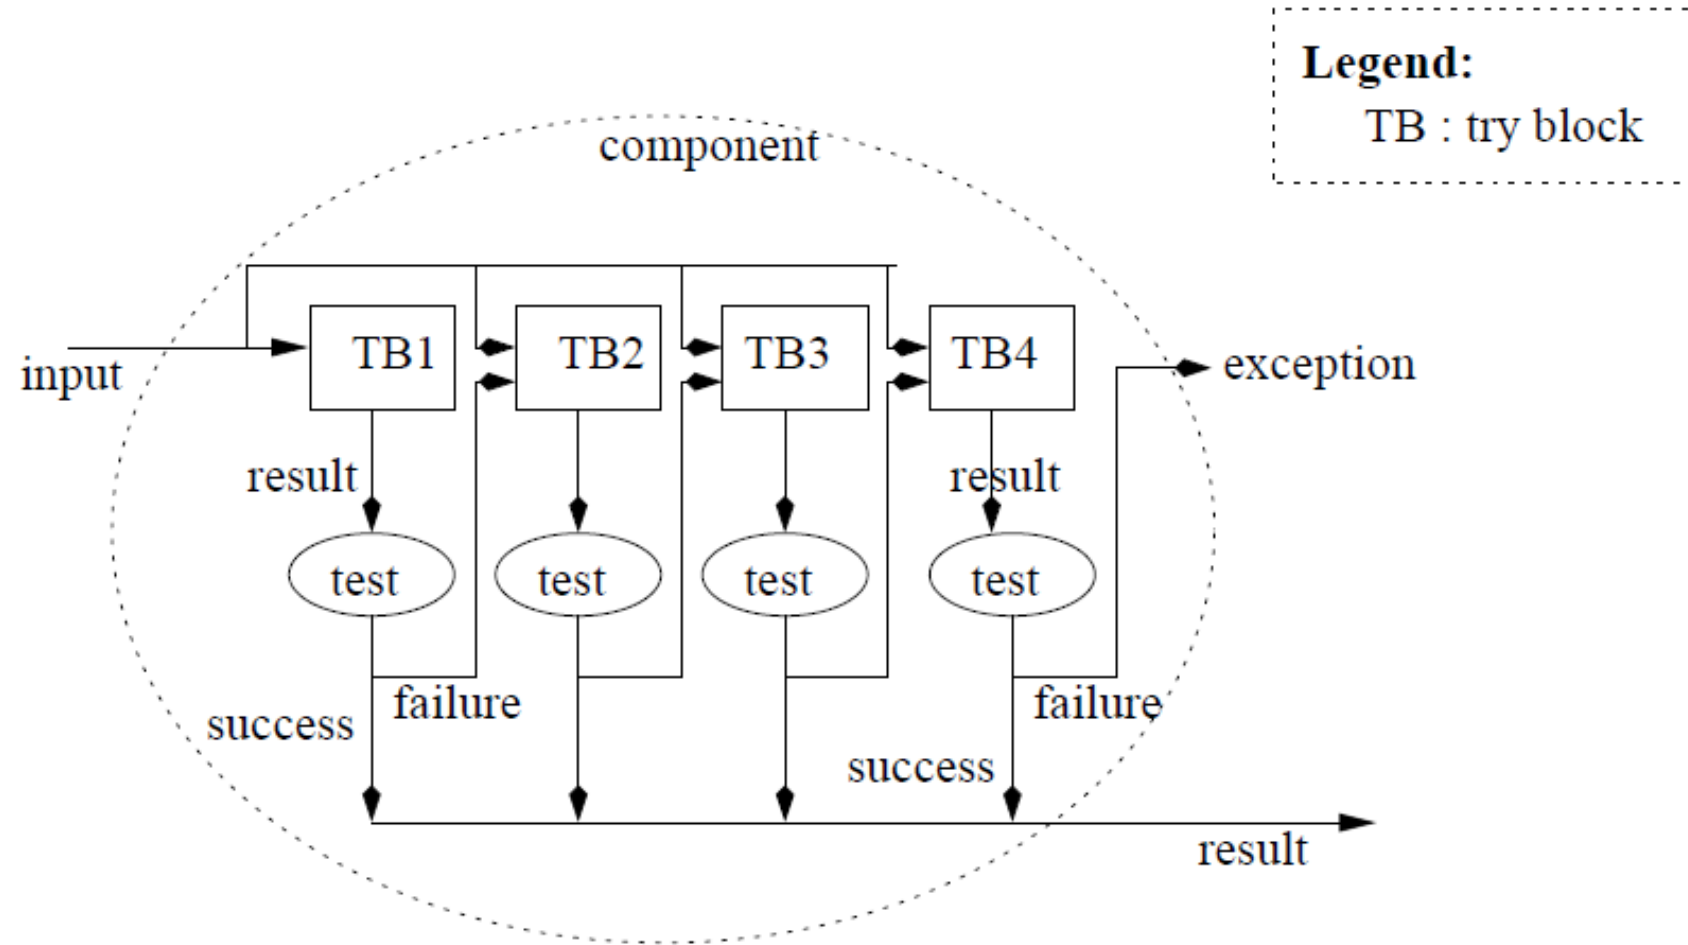 Legend:
TB : try block
component
TB1
TB2
TB3
TB4
input
exception
result
result
test
test
test
test
failure
failure
success
success
result